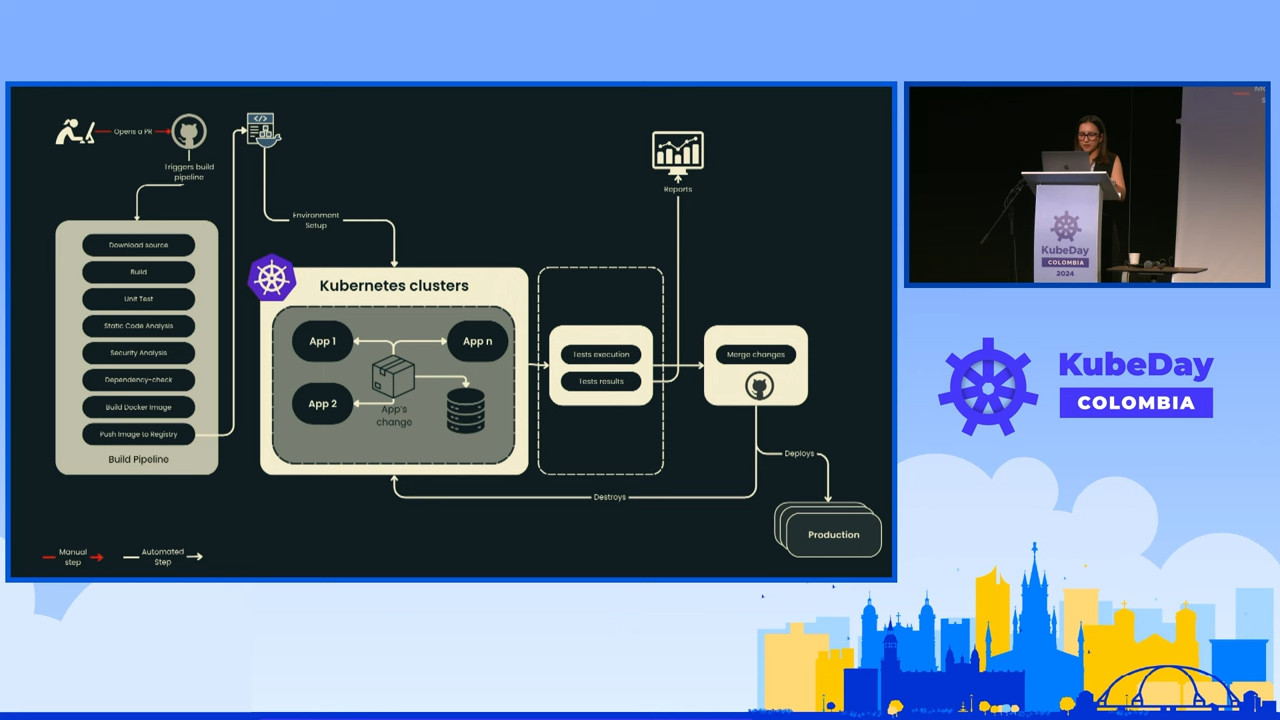 Opens a PR
Triggers build
pipeline
Download source
Build
Unit Test
Static Code Analysis
Security Analysis
Dependency-check
Build Docker Image
Push Image to Registry
Build Pipeline
</>
Environment
Setup
Kubernetes clusters
App 1
App n
App 2
App's
change
Tests execution
Tests results
Reports
Merge changes
Deploys
Destroys
Production
Manual
step
Automated
Step
KubeDay
COLOMBIA
2024
KubeDay
COLOMBIA